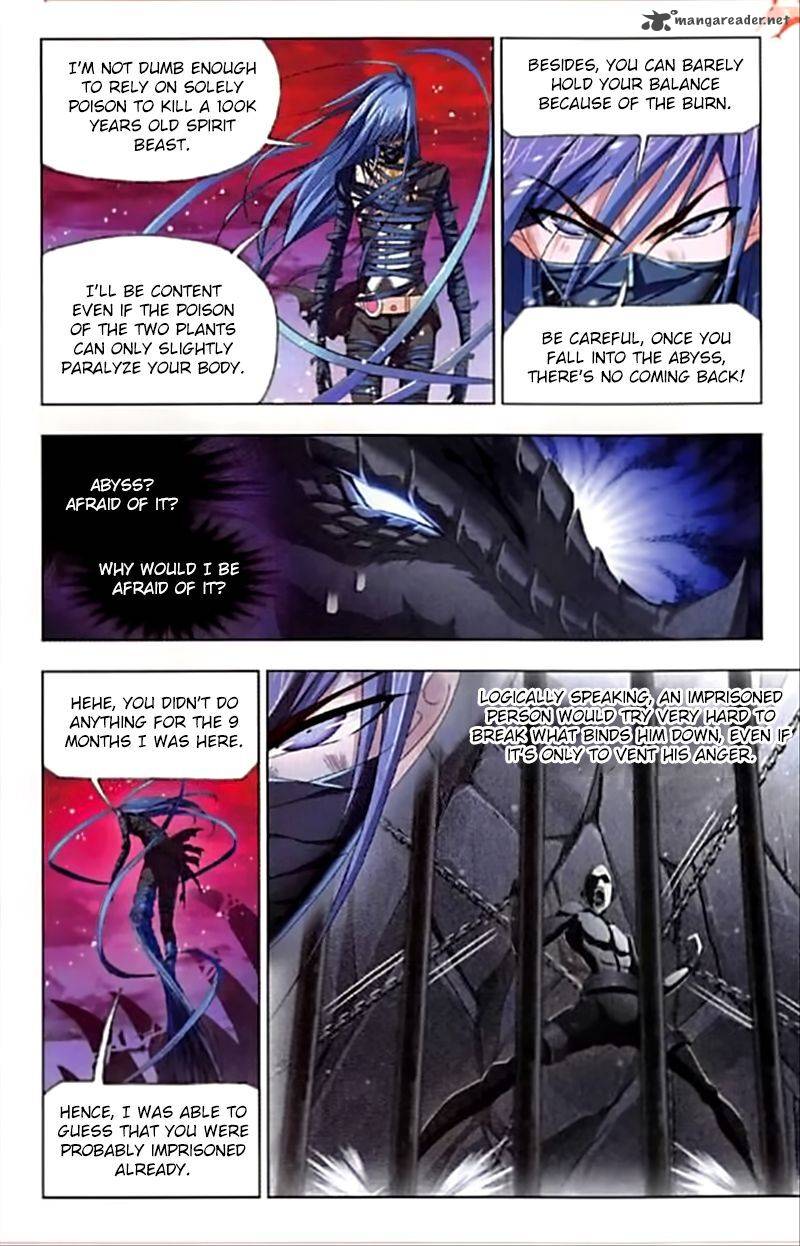 mangareader.net
I'M NOT DUMB ENOUGH
TO RELY ON SOLELY
POISON TO KILL A 100K
YEARS OLD SPIRIT
BEAST.
I'LL BE CONTENT
EVEN IF THE POISON
OF THE TWO PLANTS
CAN ONLY SLIGHTLY
PARALYZE YOUR BODY.
BESIDES, YOU CAN BARELY
HOLD YOUR BALANCE
BECAUSE OF THE BURN.
BE CAREFUL, ONCE YOU
FALL INTO THE ABYSS,
THERE'S NO COMING BACK!
ABYSS?
AFRAID OF IT?
WHY WOULD I BE
AFRAID OF IT?
HEHE, YOU DIDN'T DO
ANYTHING FOR THE 9
MONTHS I WAS HERE.
HENCE, I WAS ABLE TO
GUESS THAT YOU WERE
PROBABLY IMPRISONED
ALREADY.
LOGICALLY SPEAKING, AN IMPRISONED
PERSON WOULD TRY VERY HARD TO
BREAK WHAT BINDS HIM DOWN, EVEN IF
IT'S ONLY TO VENT HIS ANGER.